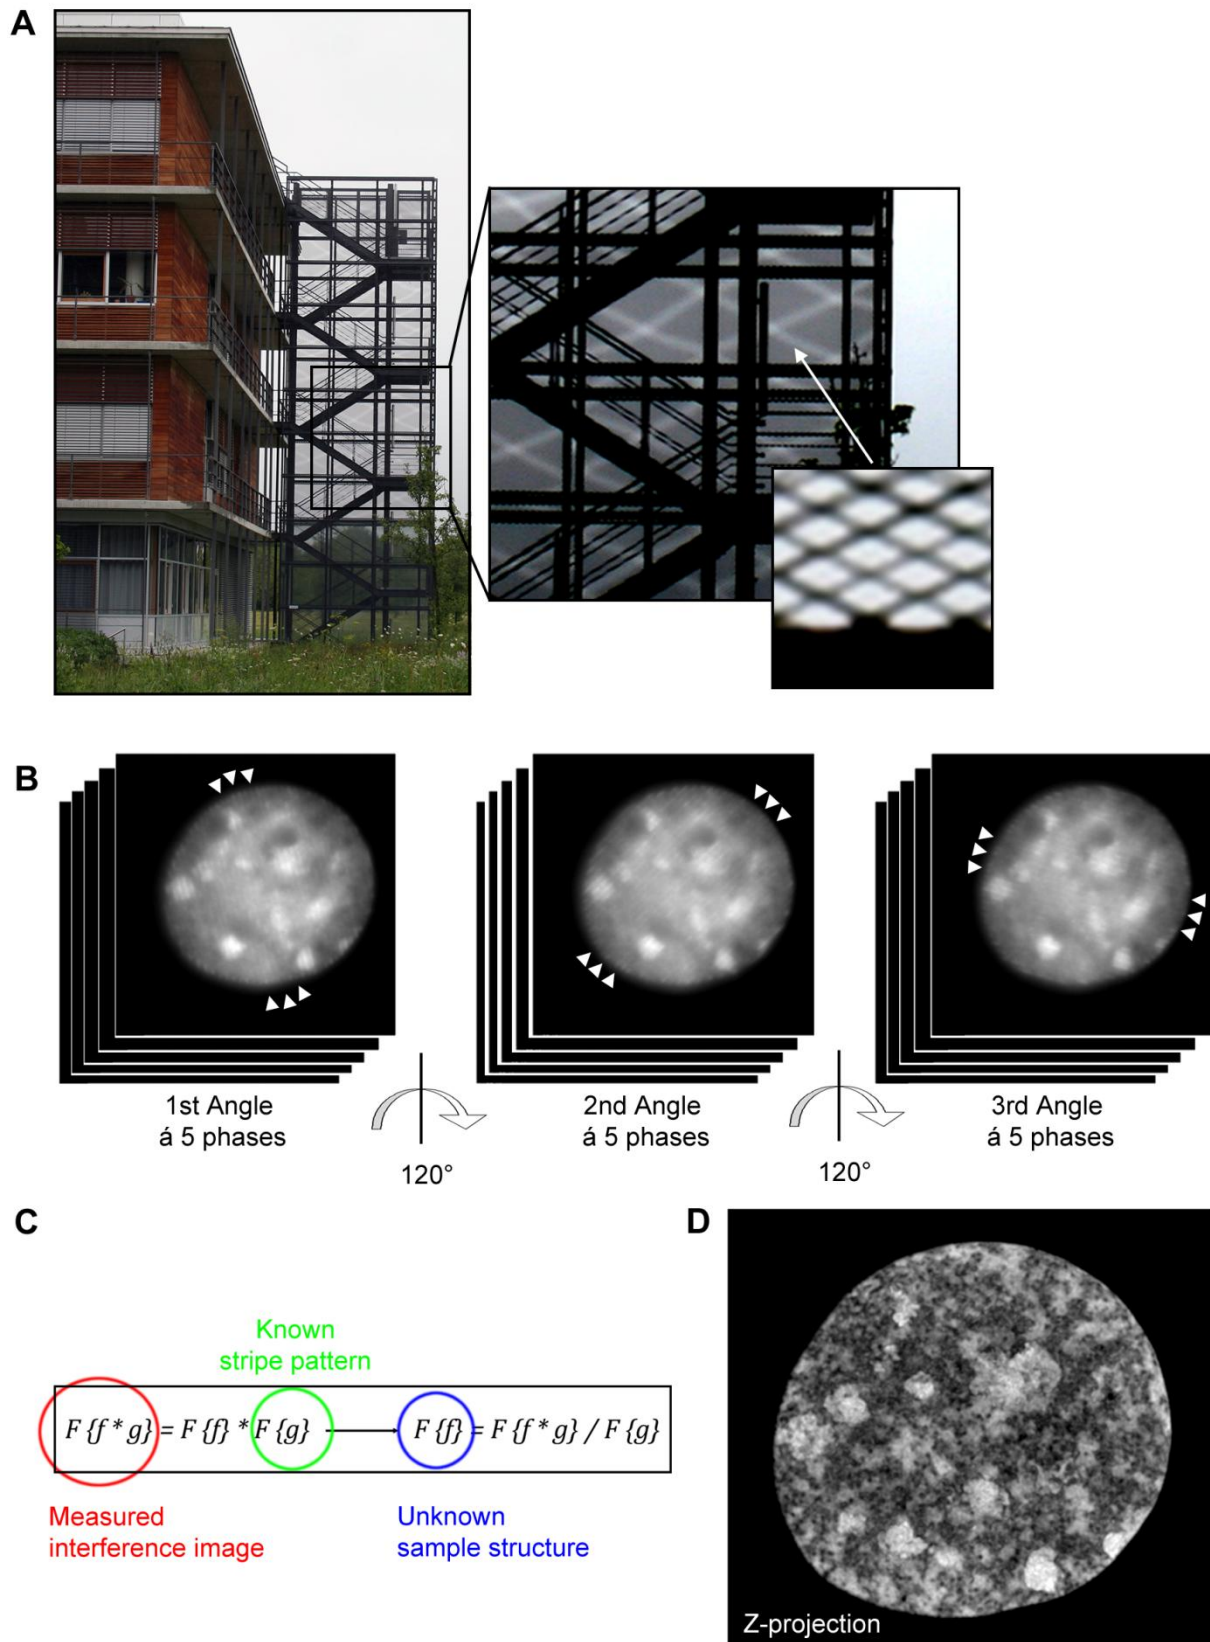 A
B
1st Angle
á 5 phases
120°
2nd Angle
á 5 phases
120°
3rd Angle
á 5 phases
C
Known
stripe pattern
F{f * g} = F{f} * F{g} → F{f} = F{f * g} / F{g}
Measured
interference image
Unknown
sample structure
D
Z-projection